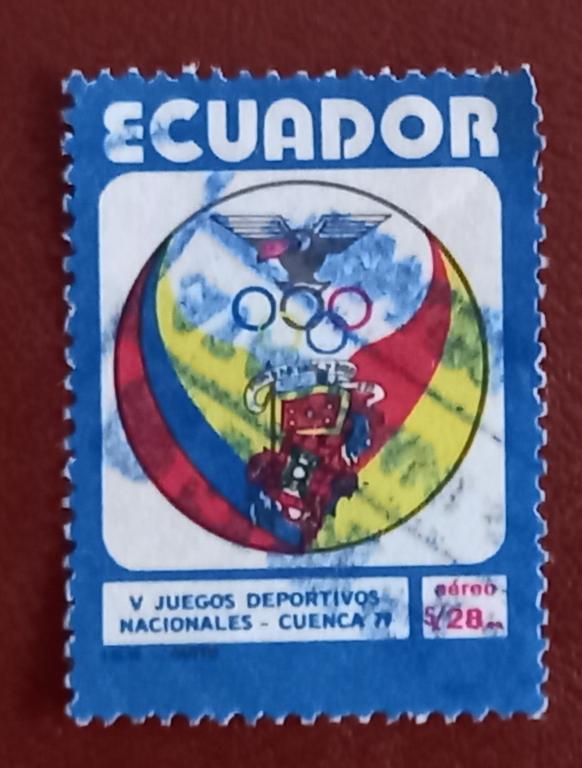 ECUADOR
V JUEGOS DEPORTIVOS
NACIONALES - CUENCA 79
aéreo
S/28